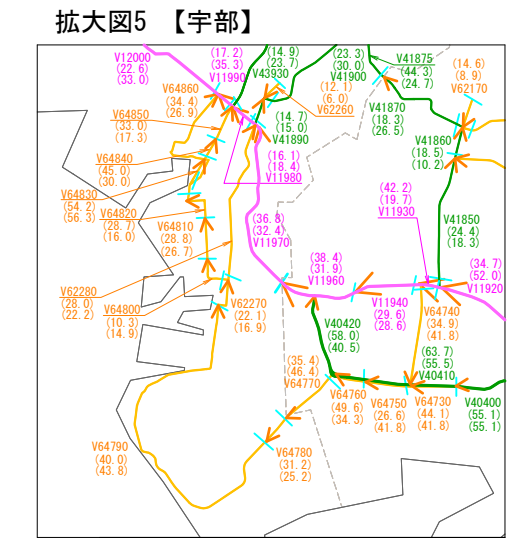 拡大図5 【宇部】
V12000
(22.6)
(33.0)
(17.2)
(35.3)
V11990
(14.9)
(23.7)
V43930
(23.3)
(30.0)
V41900
V41875
(44.3)
(24.7)
(14.6)
(8.9)
V62170
V64860
(34.4)
(26.9)
(12.1)
(6.0)
V62260
V41870
(18.3)
(26.5)
V64850
(33.0)
(17.3)
(14.7)
(15.0)
V41890
V41860
(18.5)
(10.2)
V64840
(45.0)
(30.0)
(16.1)
(18.4)
V11980
V64830
(54.2)
(56.3)
(42.2)
(19.7)
V11930
V64820
(28.7)
(16.0)
V64810
(28.8)
(26.7)
(36.8)
(32.4)
V11970
V41850
(24.4)
(18.3)
(38.4)
(31.9)
V11960
(34.7)
(52.0)
V11920
V62280
(28.0)
(22.2)
V64800
(10.3)
(14.9)
V62270
(22.1)
(16.9)
V11940
(29.6)
(28.6)
V64740
(34.9)
(41.8)
V40420
(58.0)
(40.5)
(63.7)
(55.5)
V40410
(35.4)
(46.4)
V64770
V64760
(49.6)
(34.3)
V64750
(26.6)
(41.8)
V64730
(44.1)
(41.8)
V40400
(55.1)
(55.1)
V64790
(40.0)
(43.8)
V64780
(31.2)
(25.2)